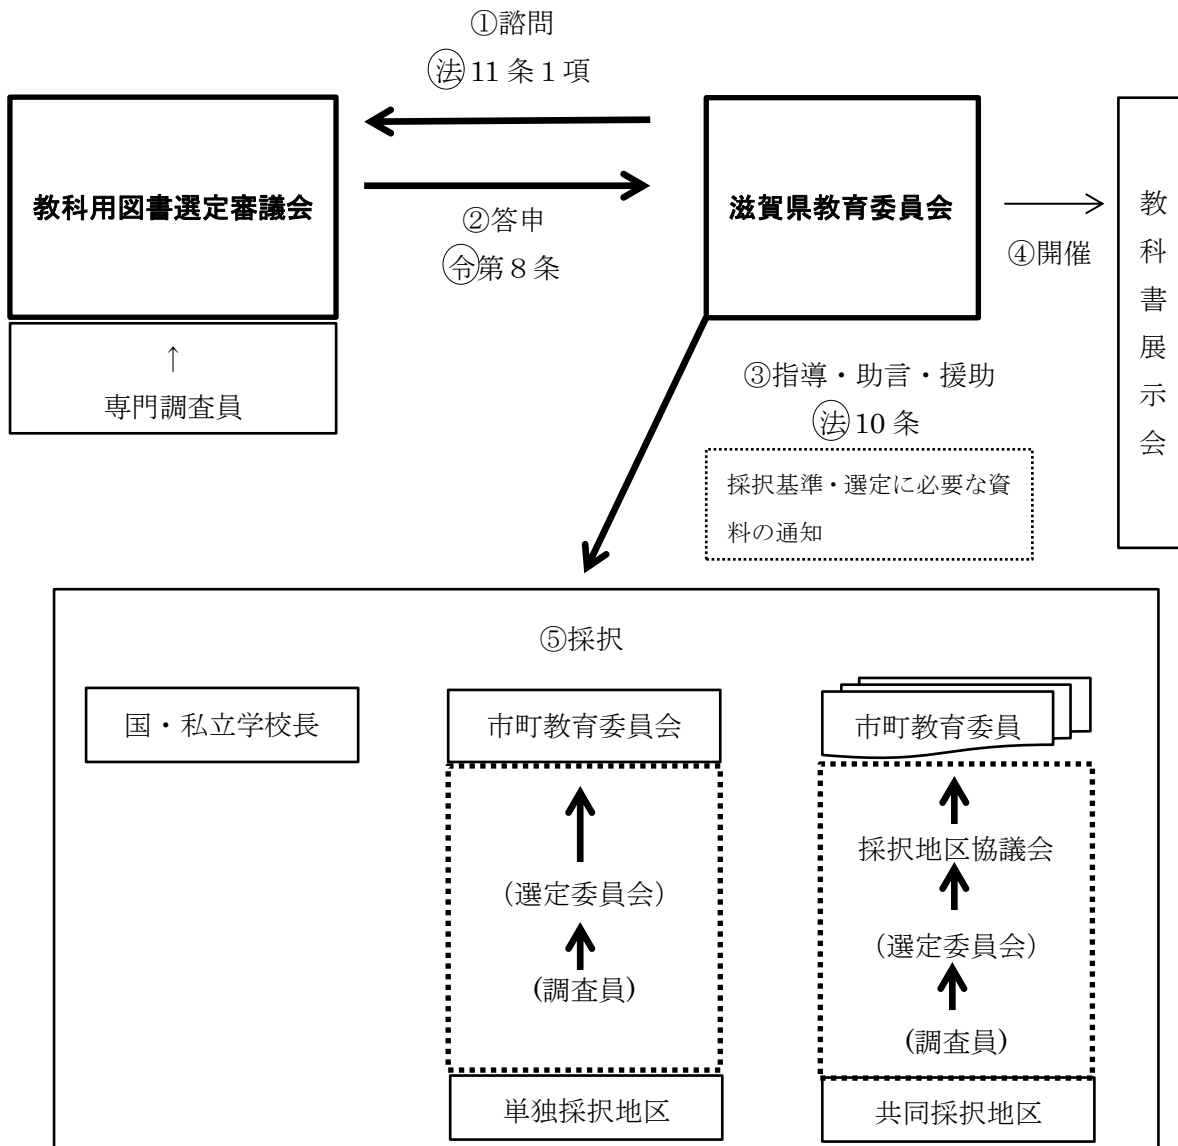 ①諮問
法11条1項
教科用図書選定審議会
滋賀県教育委員会
②答申
令第8条
④開催
教科書展示会
↑
専門調査員
③指導・助言・援助
法10条
採択基準・選定に必要な資
料の通知
⑤採択
国・私立学校長
市町教育委員会
(選定委員会)
(調査員)
単独採択地区
市町教育委員
採択地区協議会
(選定委員会)
(調査員)
共同採択地区